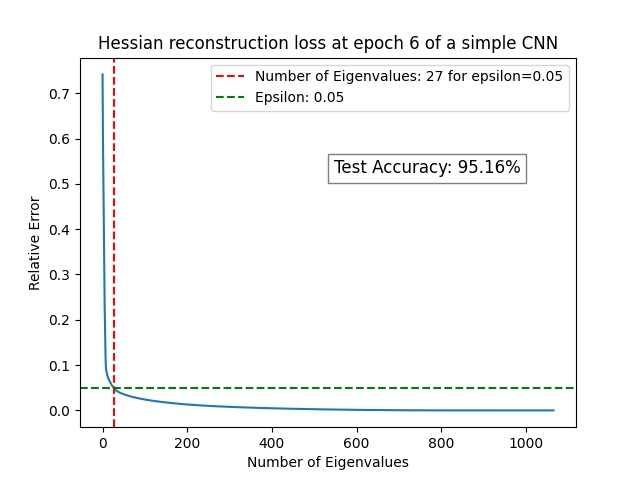 Hessian reconstruction loss at epoch 6 of a simple CNN
Number of Eigenvalues: 27 for epsilon=0.05
Epsilon: 0.05
Test Accuracy: 95.16%
Relative Error
0.7
0.6
0.5
0.4
0.3
0.2
0.1
0.0
0
200
400
600
800
1000
Number of Eigenvalues